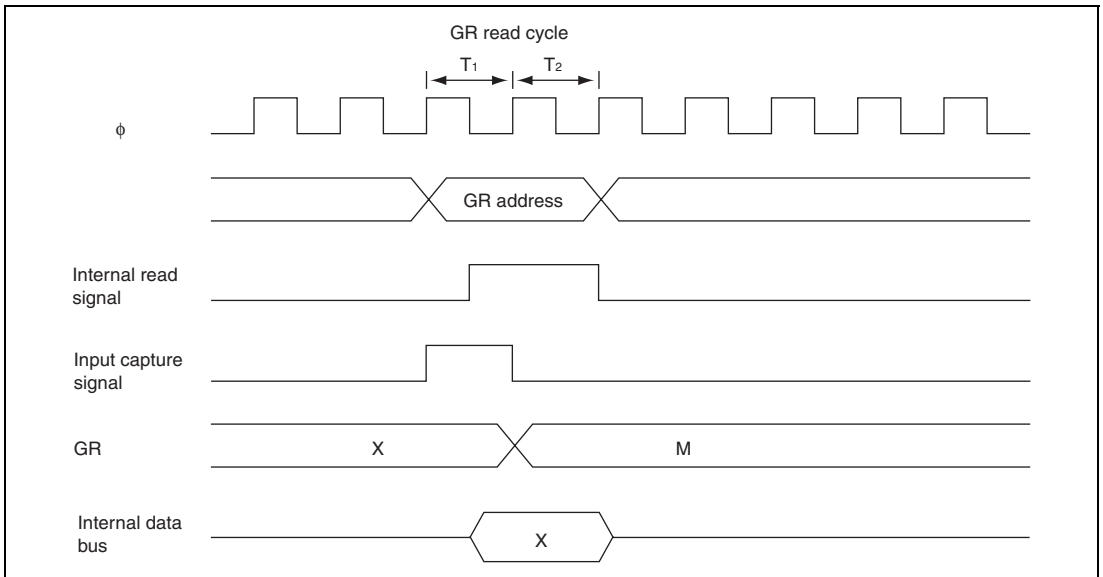 GR read cycle
T1 T2
ϕ
GR address
Internal read
signal
Input capture
signal
GR X M
Internal data
bus X